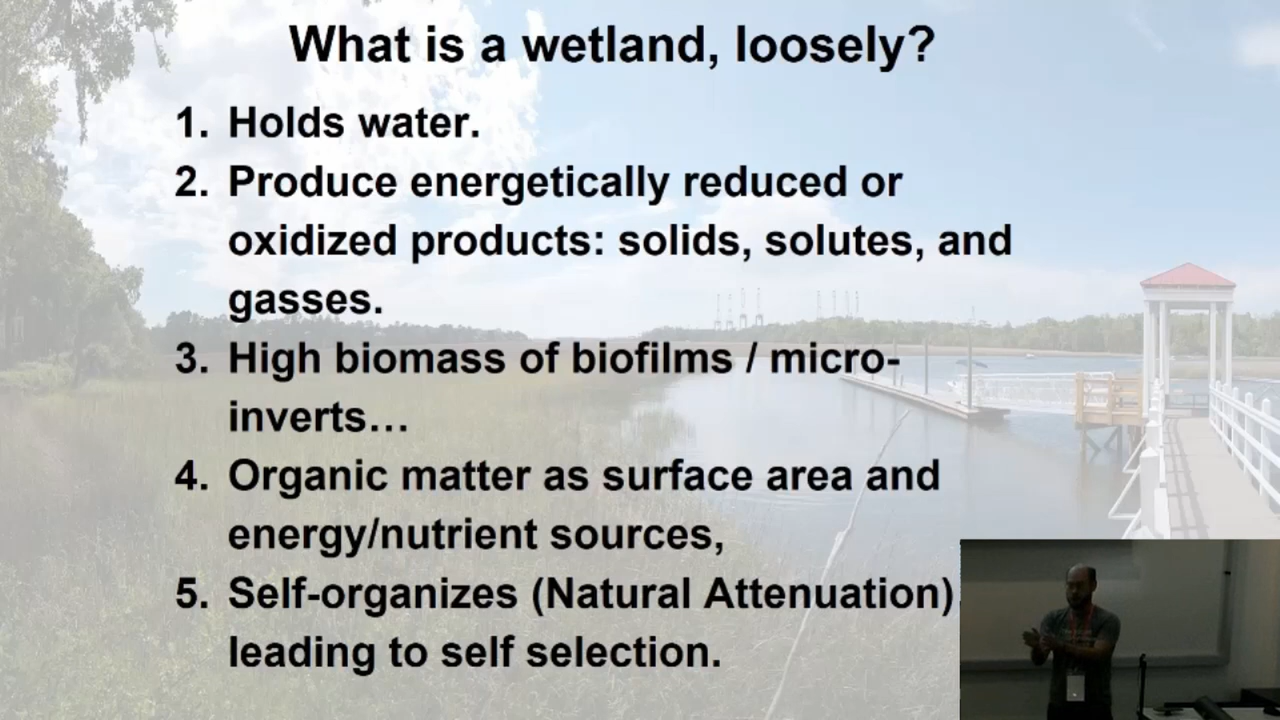 What is a wetland, loosely?
1. Holds water.
2. Produce energetically reduced or
oxidized products: solids, solutes, and
gasses.
3. High biomass of biofilms / micro-
inverts…
4. Organic matter as surface area and
energy/nutrient sources,
5. Self-organizes (Natural Attenuation)
leading to self selection.